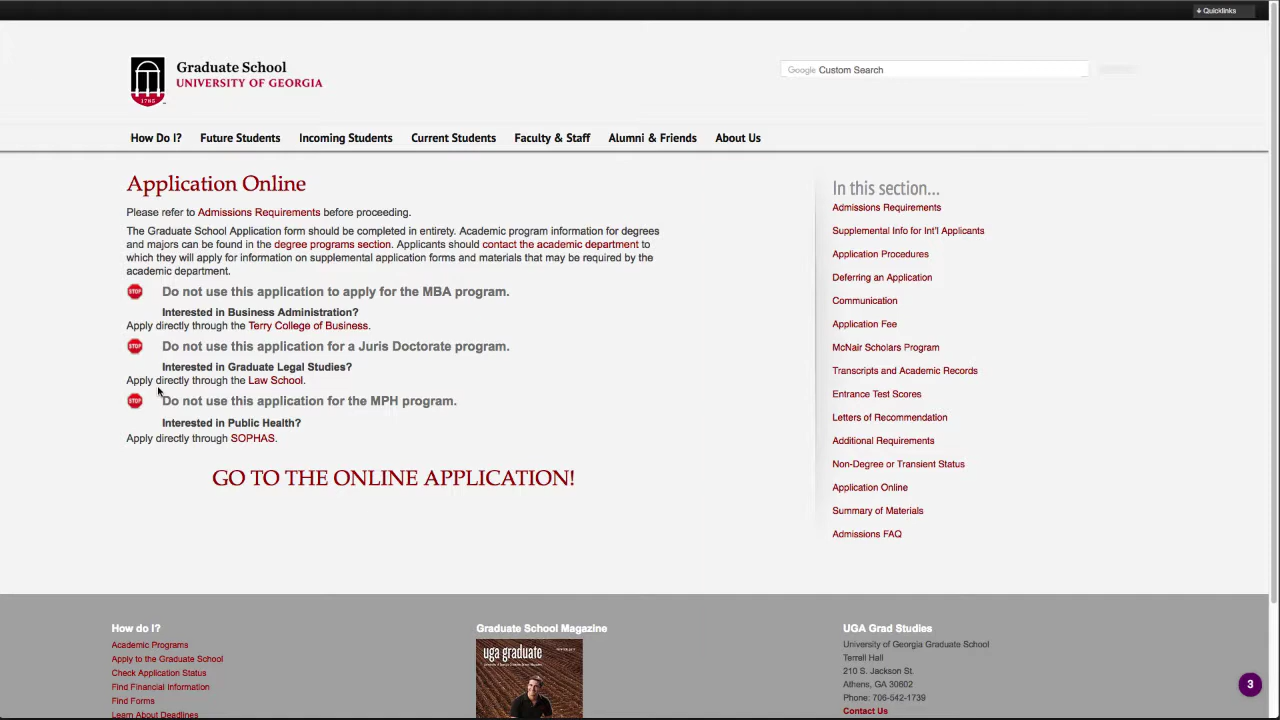 + Quicklinks
Graduate School
UNIVERSITY OF GEORGIA
1785
Google Custom Search
How Do I? Future Students Incoming Students Current Students Faculty & Staff Alumni & Friends About Us
Application Online
Please refer to Admissions Requirements before proceeding.
The Graduate School Application form should be completed in entirety. Academic program information for degrees
and majors can be found in the degree programs section. Applicants should contact the academic department to
which they will apply for information on supplemental application forms and materials that may be required by the
academic department.
STOP Do not use this application to apply for the MBA program.
Interested in Business Administration?
Apply directly through the Terry College of Business.
STOP Do not use this application for a Juris Doctorate program.
Interested in Graduate Legal Studies?
Apply directly through the Law School.
STOP Do not use this application for the MPH program.
Interested in Public Health?
Apply directly through SOPHAS.
GO TO THE ONLINE APPLICATION!
In this section...
Admissions Requirements
Supplemental Info for Int'l Applicants
Application Procedures
Deferring an Application
Communication
Application Fee
McNair Scholars Program
Transcripts and Academic Records
Entrance Test Scores
Letters of Recommendation
Additional Requirements
Non-Degree or Transient Status
Application Online
Summary of Materials
Admissions FAQ
How do I?
Academic Programs
Apply to the Graduate School
Check Application Status
Find Financial Information
Find Forms
Learn About Deadlines
Graduate School Magazine
uga graduate
UGA Grad Studies
University of Georgia Graduate School
Terrell Hall
210 S. Jackson St.
Athens, GA 30602
Phone: 706-542-1739
Contact Us
3